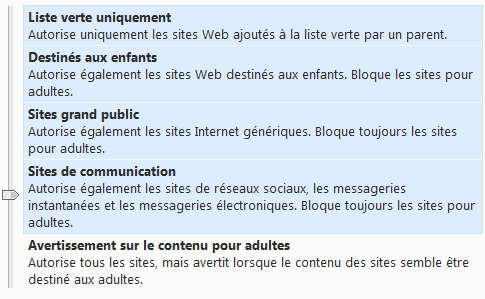 Liste verte uniquement
Autorise uniquement les sites Web ajoutés à la liste verte par un parent.
Destinés aux enfants
Autorise également les sites Web destinés aux enfants. Bloque les sites pour
adultes.
Sites grand public
Autorise également les sites Internet génériques. Bloque toujours les sites
pour adultes.
Sites de communication
Autorise également les sites de réseaux sociaux, les messageries
instantanées et les messageries électroniques. Bloque toujours les sites pour
adultes.
Avertissement sur le contenu pour adultes
Autorise tous les sites, mais avertit lorsque le contenu des sites semble être
destiné aux adultes.